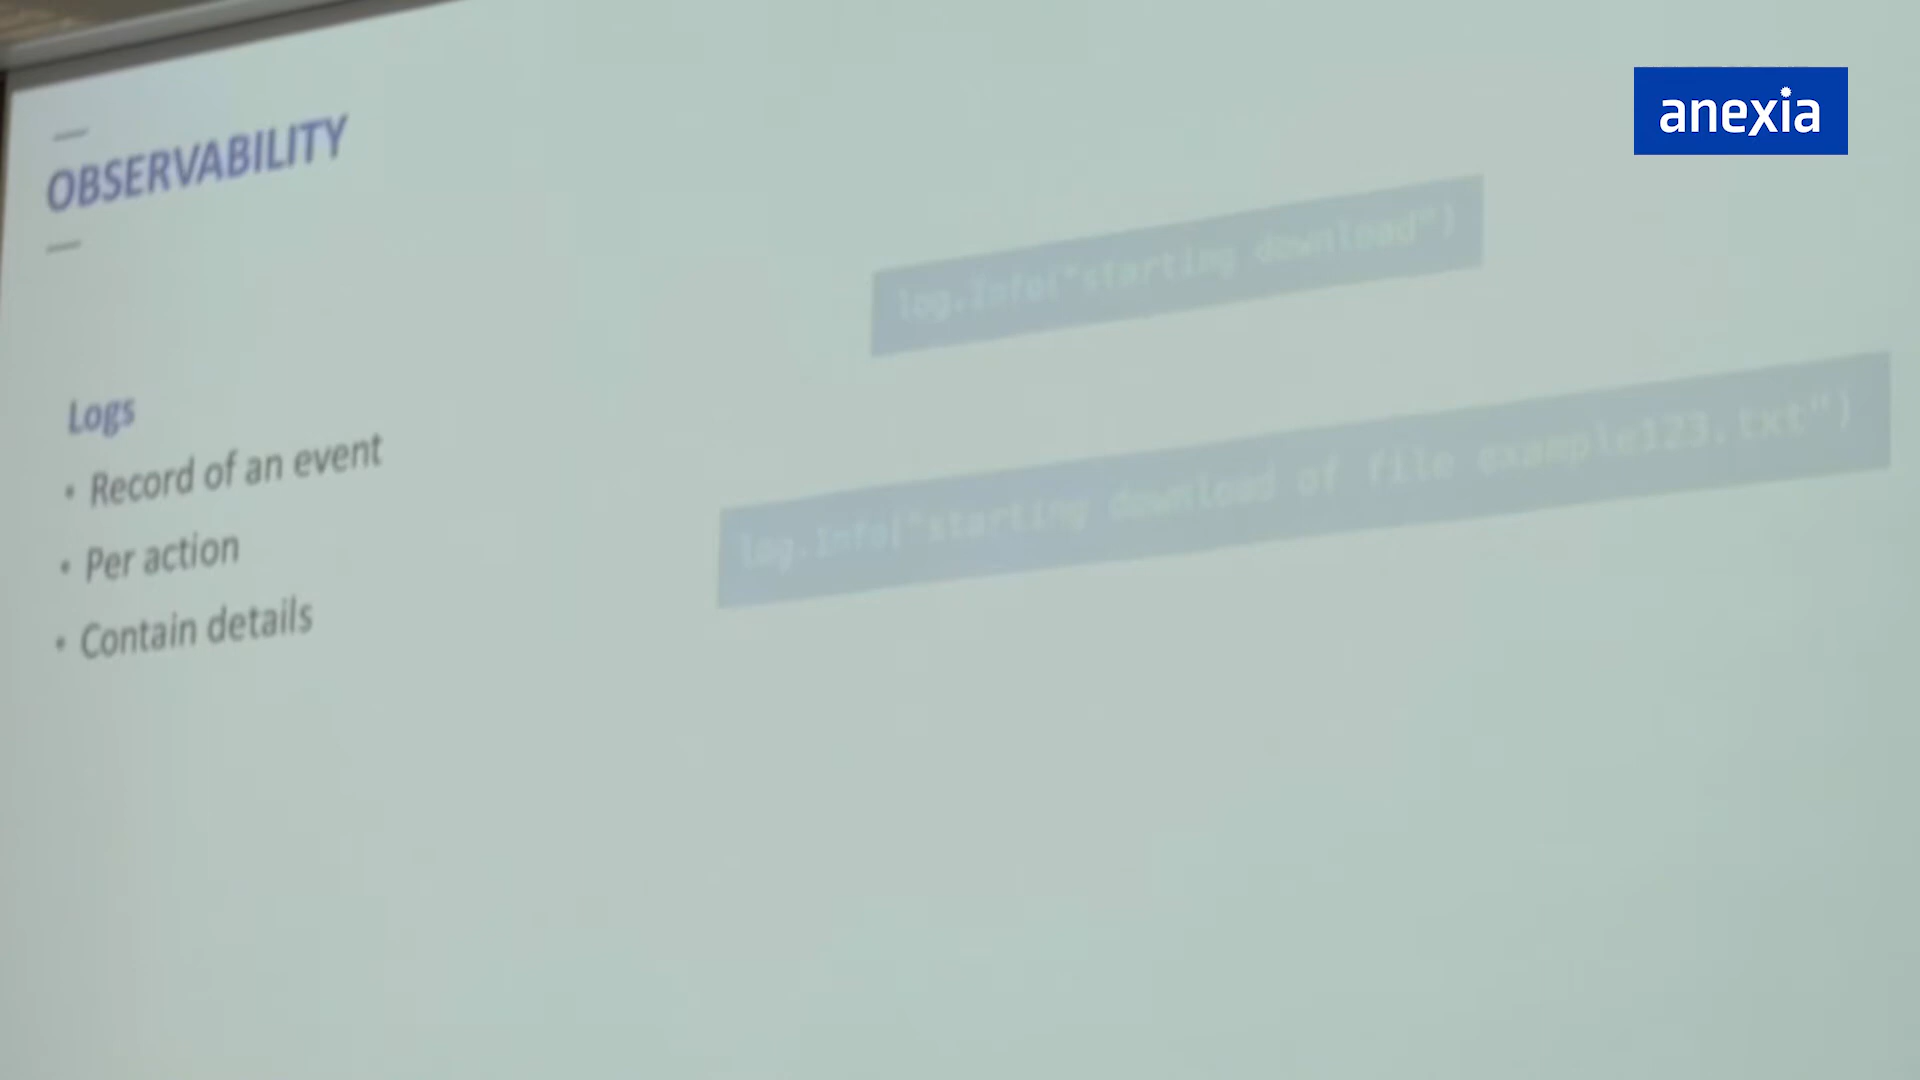 anexia
OBSERVABILITY
log.Info("starting download")
Logs
• Record of an event
log.Info("starting download of file example123.txt")
• Per action
• Contain details